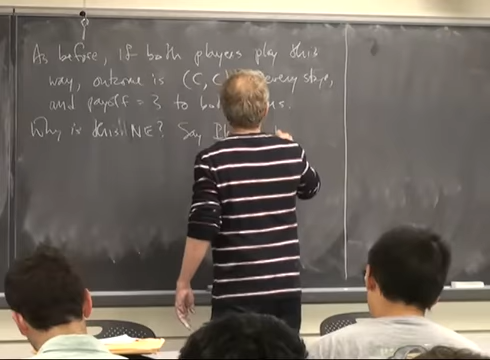 As before, if both players play this
way, outcome is (C, C) every stage,
and payoff = 3 to
Why is this NE? Say